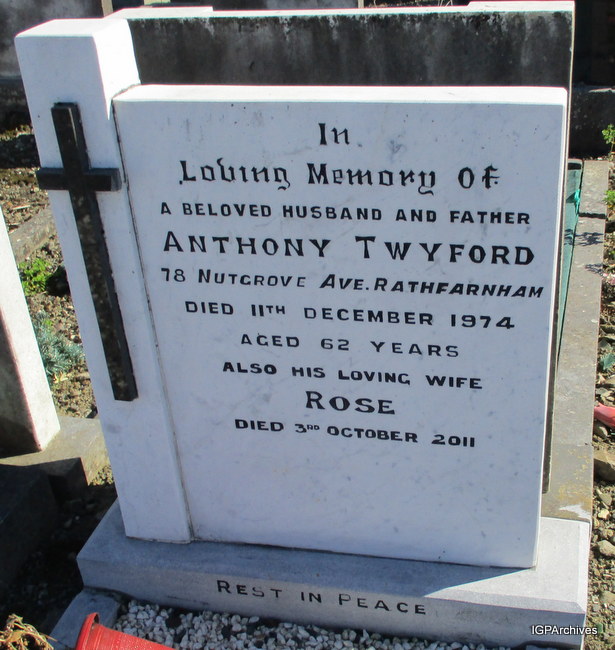 In
Loving Memory Of
A BELOVED HUSBAND AND FATHER
ANTHONY TWYFORD
78 NUTGROVE AVE. RATHFARNHAM
DIED 11TH DECEMBER 1974
AGED 62 YEARS
ALSO HIS LOVING WIFE
ROSE
DIED 3RD OCTOBER 2011
REST IN PEACE
IGPArchives